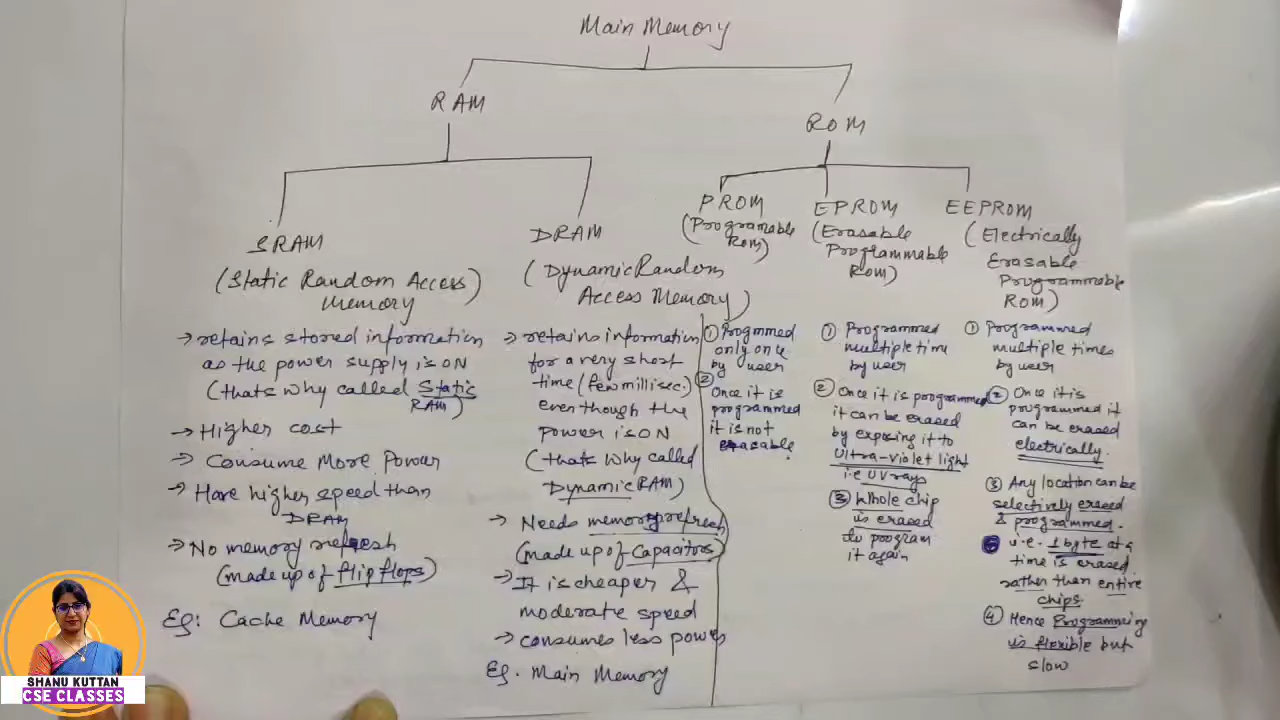 Main Memory
RAM
ROM
SRAM
(Static Random Access)
Memory
DRAM
(Dynamic Random
Access Memory)
PROM
(Programable
ROM)
EPROM
(Erasable
Programmable
ROM)
EEPROM
(Electrically
Erasable
Programmable
ROM)
→ retains stored information
as the power supply is ON
(thats why called Static
RAM)
→ Higher cost
→ Consume More Power
→ Have higher speed than
DRAM
→ No memory refresh
(made up of flip flops)
Eg: Cache Memory
→ retains information
for a very short
time (few millisec.)
even though the
power is ON
(thats why called
Dynamic RAM)
→ Needs memory refresh
(made up of Capacitors)
→ It is cheaper &
moderate speed
→ consumes less power
Eg. Main Memory
① Progmmed
only once
by user
② Once it is
programmed
it is not
erasable
① Programmed
multiple time
by user
② Once it is programmed
it can be erased
by exposing it to
Ultra-violet light
i.e UV rays
③ Whole chip
is erased
to program
it again
① Programmed
multiple times
by user
② Once it is
programmed it
can be erased
electrically.
③ Any location can be
selectively erased
& programmed.
i.e. 1 byte at a
time is erased
rather than entire
chips.
④ Hence Programming
is flexible but
slow
SHANU KUTTAN
CSE CLASSES